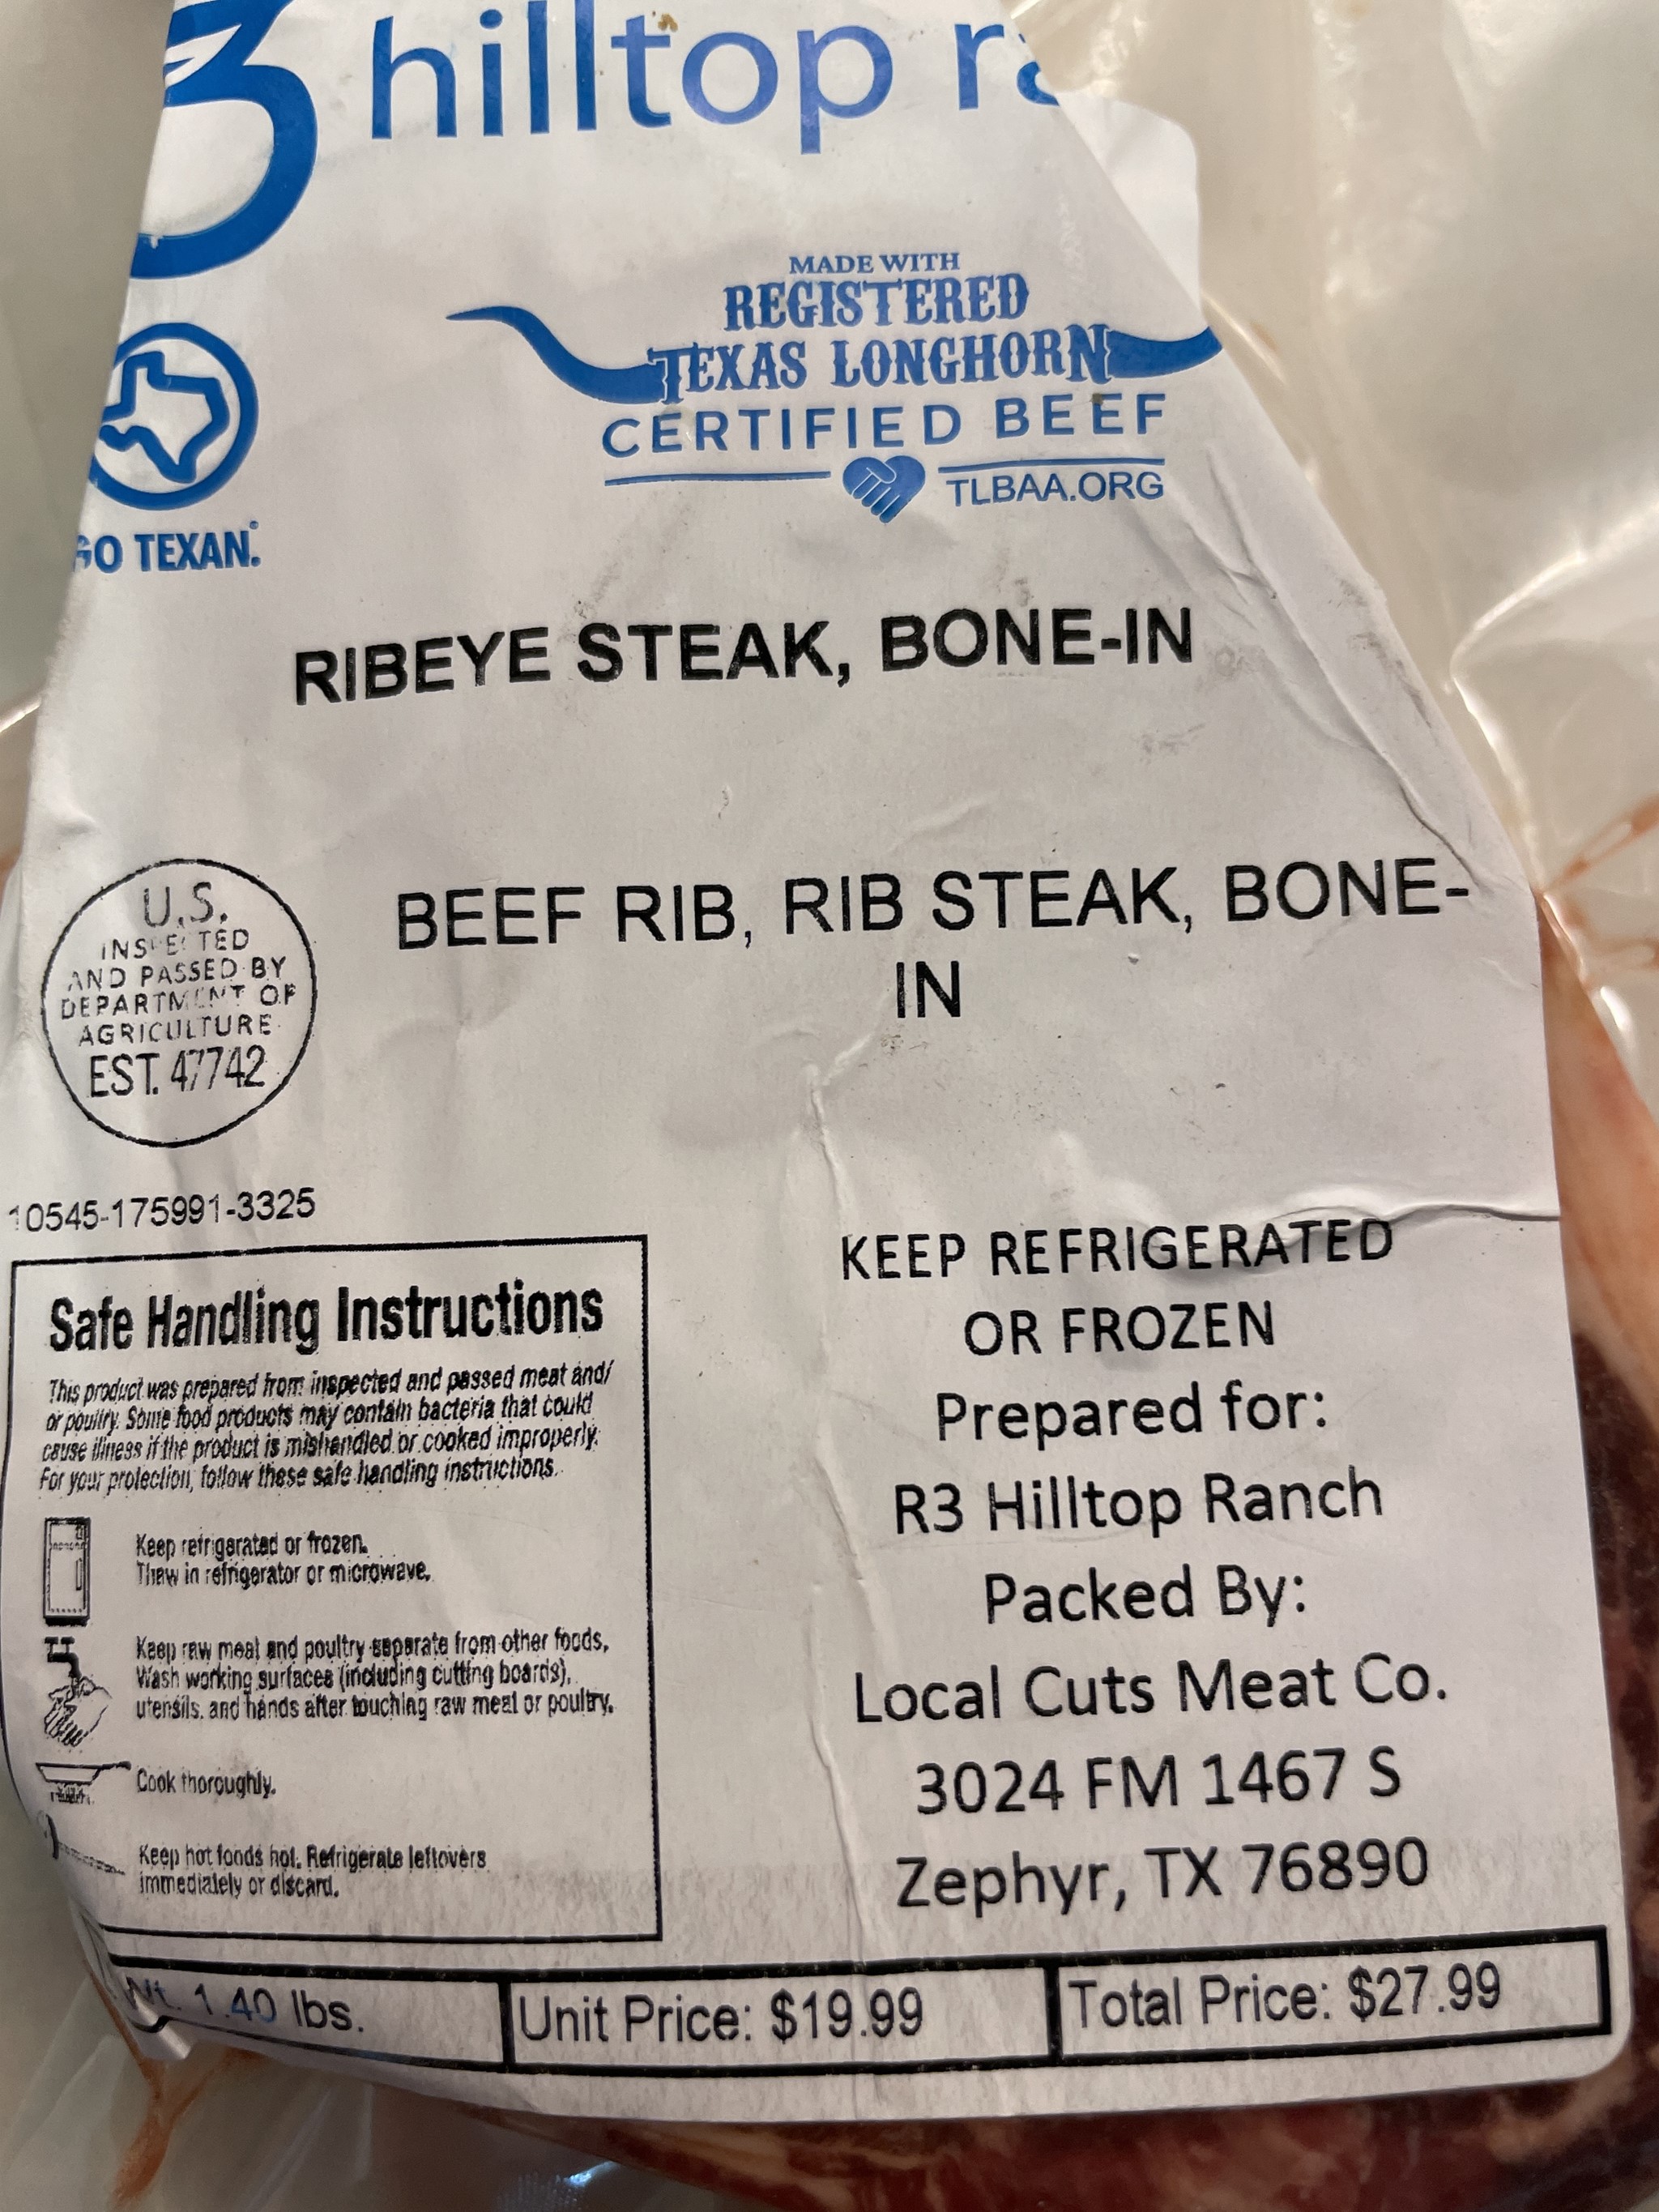 3 hilltop ra
MADE WITH
REGISTERED
TEXAS LONGHORN
CERTIFIED BEEF
TLBAA.ORG
GO TEXAN.
RIBEYE STEAK, BONE-IN
U.S.
INSPECTED
AND PASSED BY
DEPARTMENT OF
AGRICULTURE
EST. 47742
BEEF RIB, RIB STEAK, BONE-
IN
10545-175991-3325
Safe Handling Instructions
This product was prepared from inspected and passed meat and/
or poultry. Some food products may contain bacteria that could
cause illness if the product is mishandled or cooked improperly.
For your protection, follow these safe handling instructions.
Keep refrigerated or frozen.
Thaw in refrigerator or microwave.
Keep raw meat and poultry separate from other foods.
Wash working surfaces (including cutting boards),
utensils, and hands after touching raw meat or poultry.
Cook thoroughly.
Keep hot foods hot. Refrigerate leftovers
immediately or discard.
KEEP REFRIGERATED
OR FROZEN
Prepared for:
R3 Hilltop Ranch
Packed By:
Local Cuts Meat Co.
3024 FM 1467 S
Zephyr, TX 76890
Wt. 1.40 lbs.
Unit Price: $19.99
Total Price: $27.99